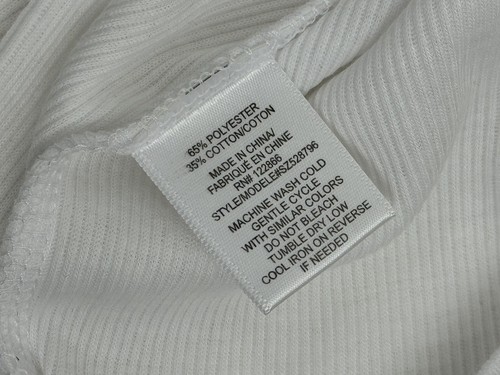 65% POLYESTER
35% COTTON/COTON
MADE IN CHINA/
FABRIQUÉ EN CHINE
RN# 122866
STYLE/MODELE#SZ528796
MACHINE WASH COLD
GENTLE CYCLE
WITH SIMILAR COLORS
DO NOT BLEACH
TUMBLE DRY LOW
COOL IRON ON REVERSE
IF NEEDED